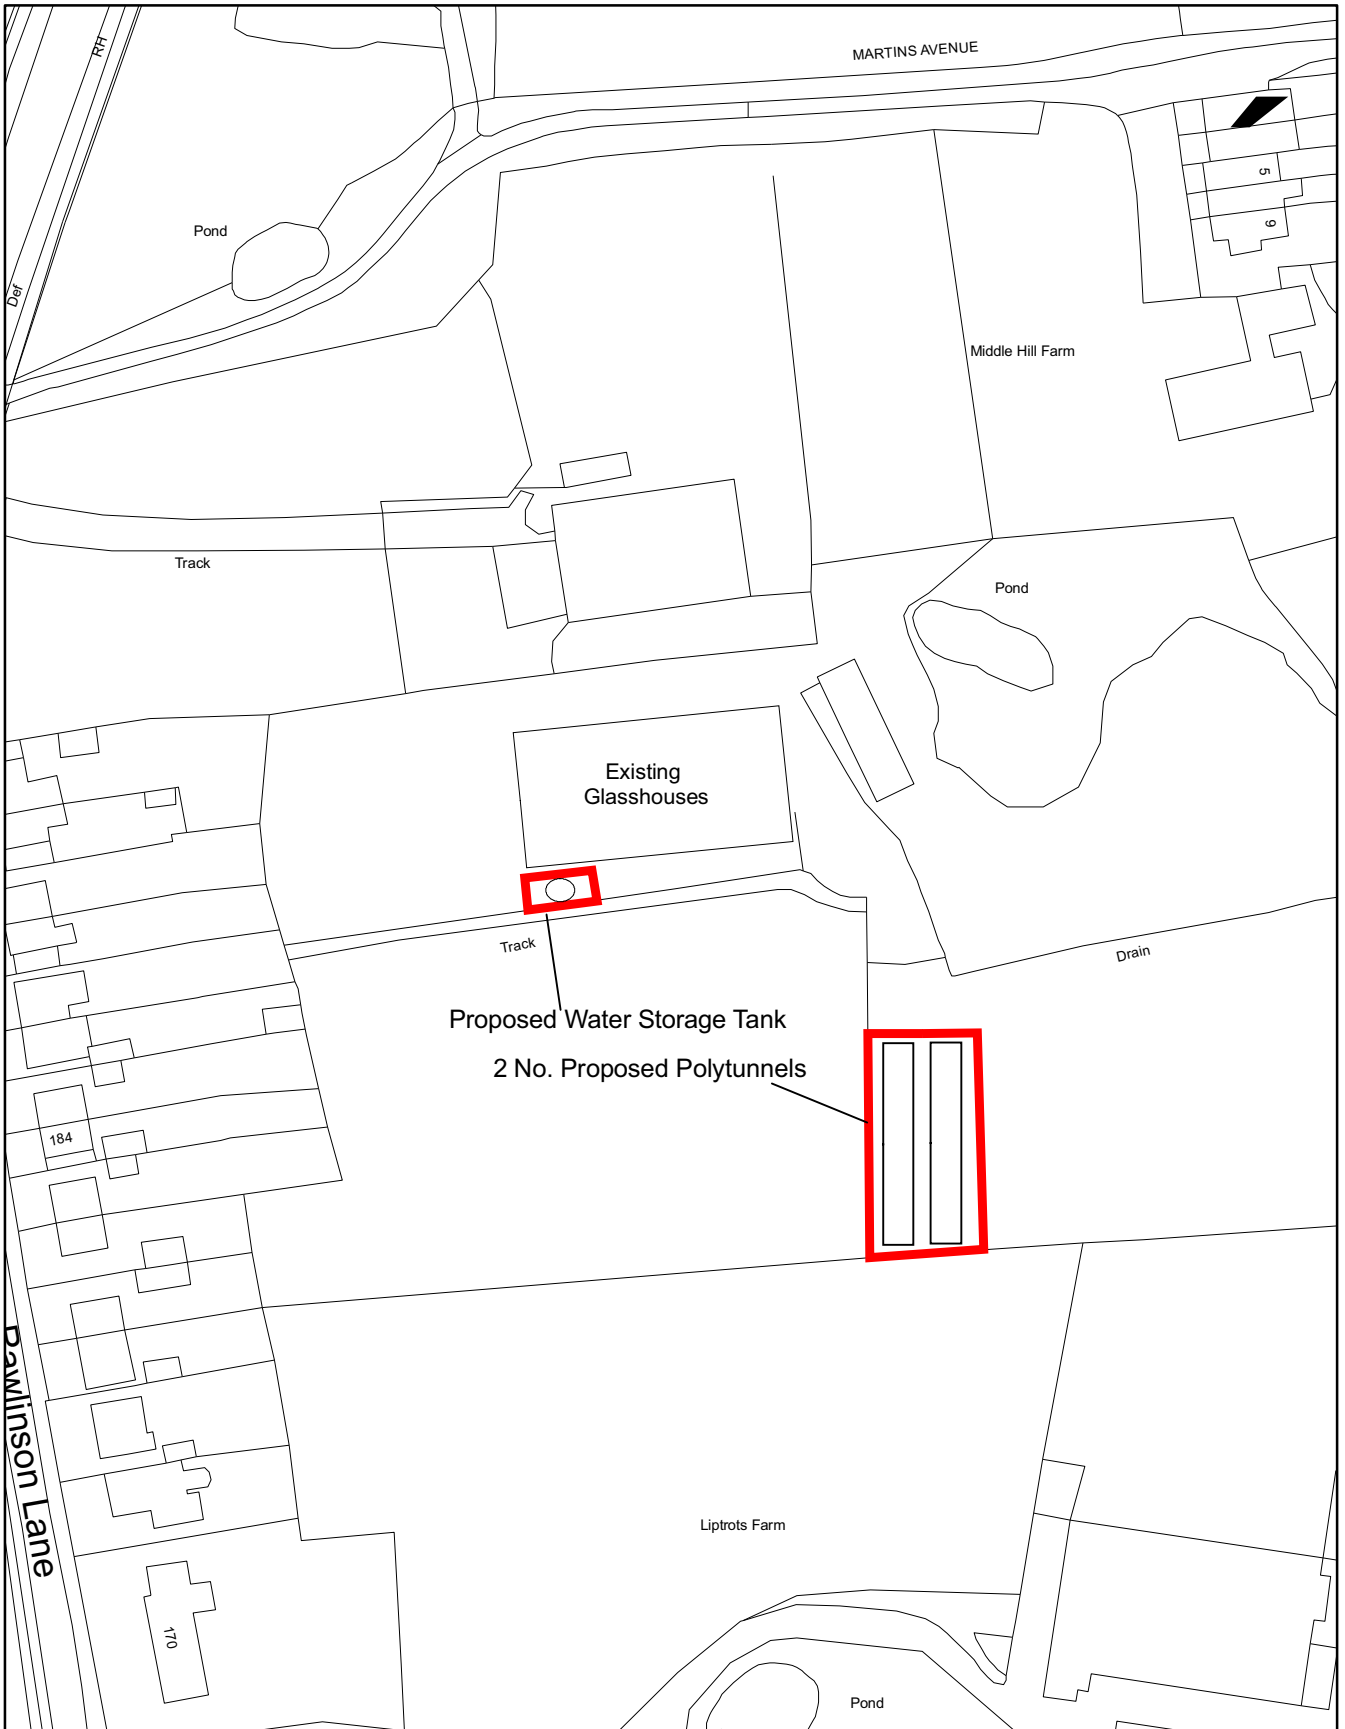 RH
MARTINS AVENUE
5
9
Pond
Def
Middle Hill Farm
Track
Pond
Existing
Glasshouses
Track
Drain
Proposed Water Storage Tank
2 No. Proposed Polytunnels
184
Rawlinson Lane
Liptrots Farm
170
Pond